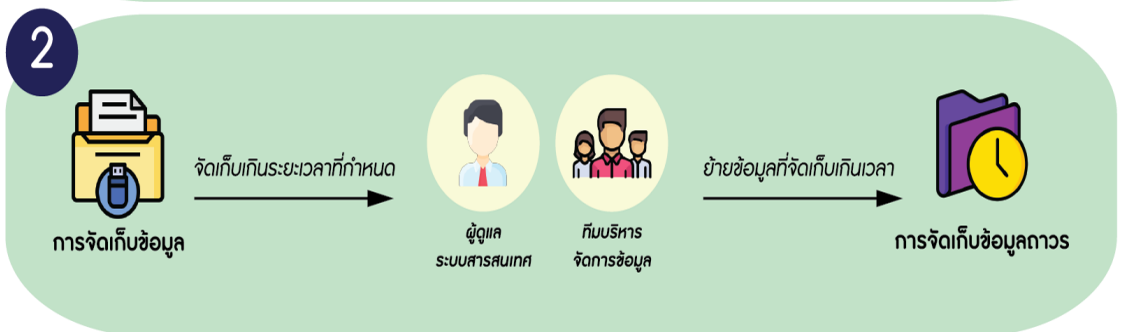 2
จัดเก็บเกินระยะเวลาที่กำหนด
ย้ายข้อมูลที่จัดเก็บเกินเวลา
การจัดเก็บข้อมูล
ผู้ดูแล
ระบบสารสนเทศ
ทีมบริหาร
จัดการข้อมูล
การจัดเก็บข้อมูลถาวร